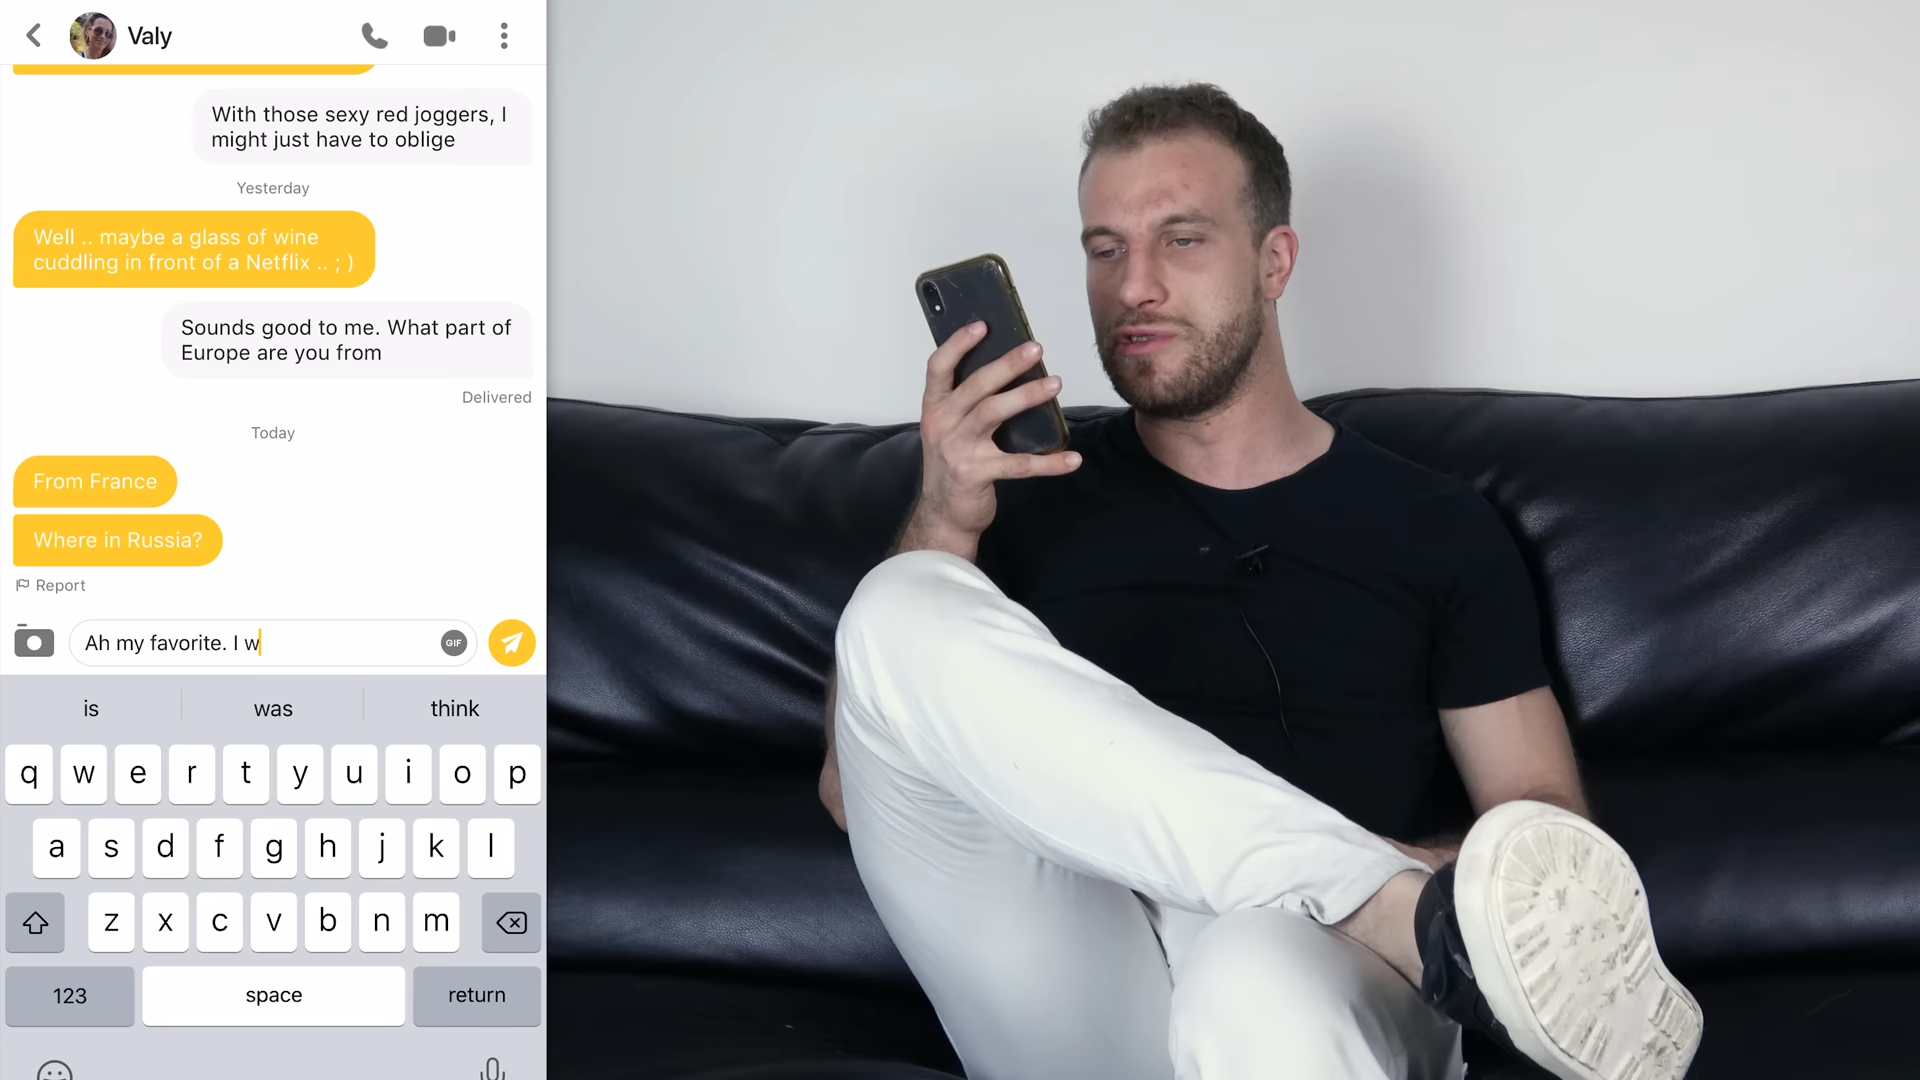 Valy
With those sexy red joggers, I
might just have to oblige
Yesterday
Well .. maybe a glass of wine
cuddling in front of a Netflix .. ; )
Sounds good to me. What part of
Europe are you from
Delivered
Today
From France
Where in Russia?
Report
Ah my favorite. I w
GIF
is was think
q w e r t y u i o p
a s d f g h j k l
z x c v b n m
123 space return